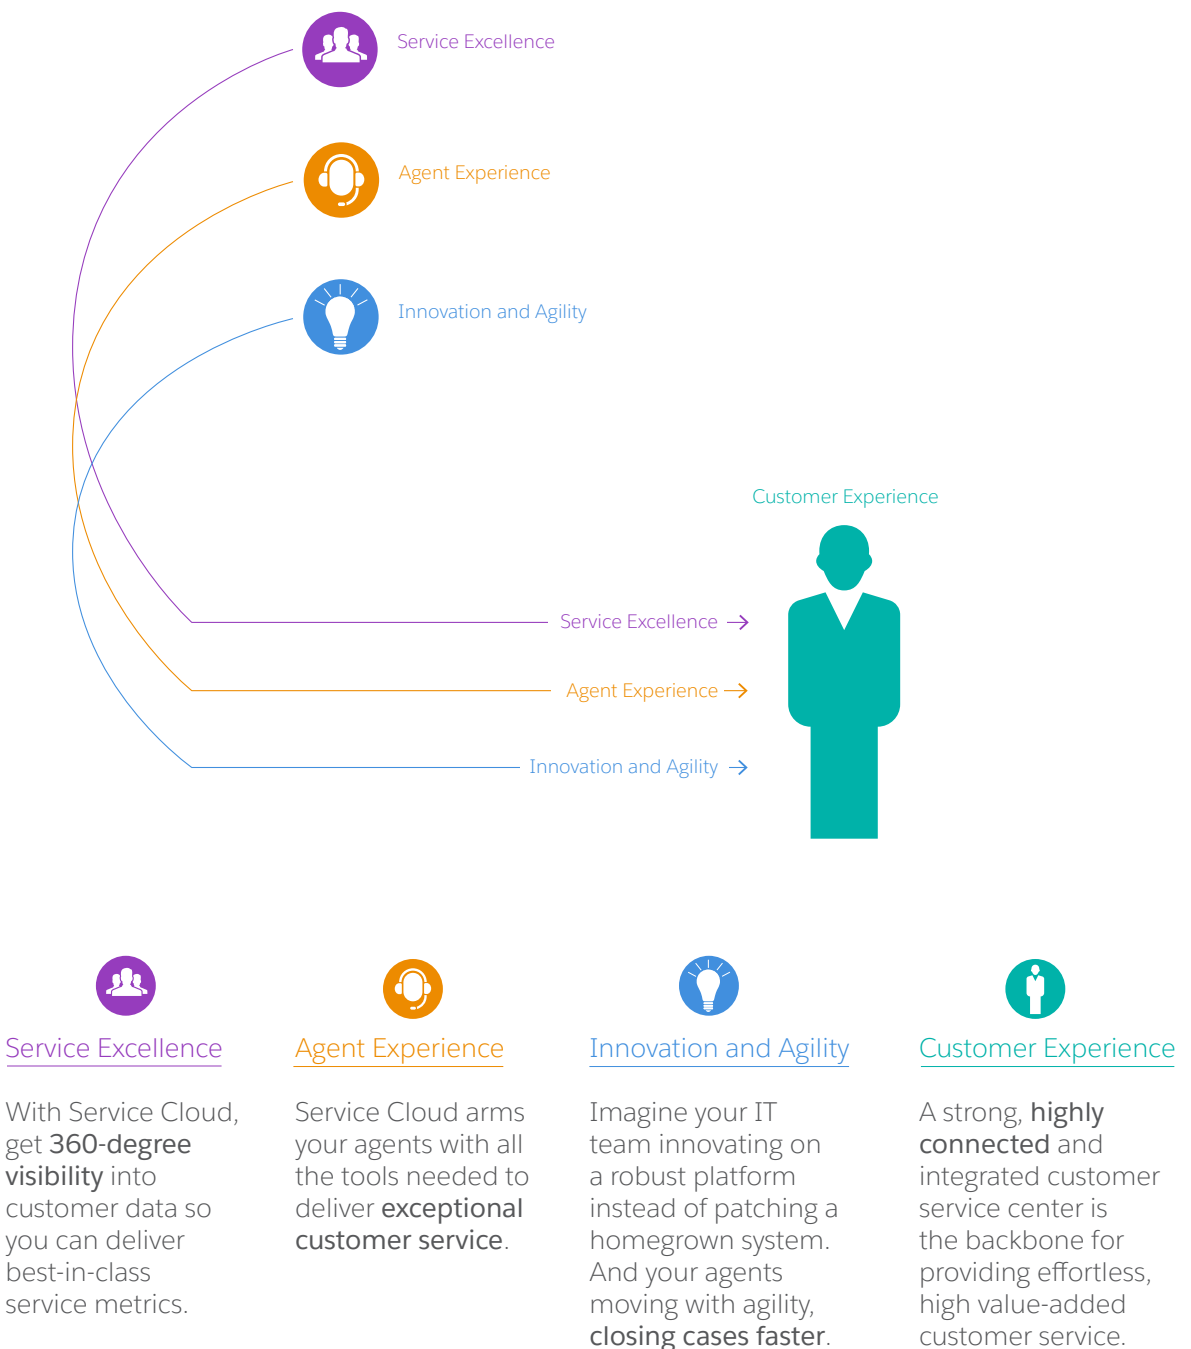 Service Excellence
Agent Experience
Innovation and Agility
Customer Experience
Service Excellence
Agent Experience
Innovation and Agility
Service Excellence
With Service Cloud,
get 360-degree
visibility into
customer data so
you can deliver
best-in-class
service metrics.
Agent Experience
Service Cloud arms
your agents with all
the tools needed to
deliver exceptional
customer service.
Innovation and Agility
Imagine your IT
team innovating on
a robust platform
instead of patching a
homegrown system.
And your agents
moving with agility,
closing cases faster.
Customer Experience
A strong, highly
connected and
integrated customer
service center is
the backbone for
providing effortless,
high value-added
customer service.